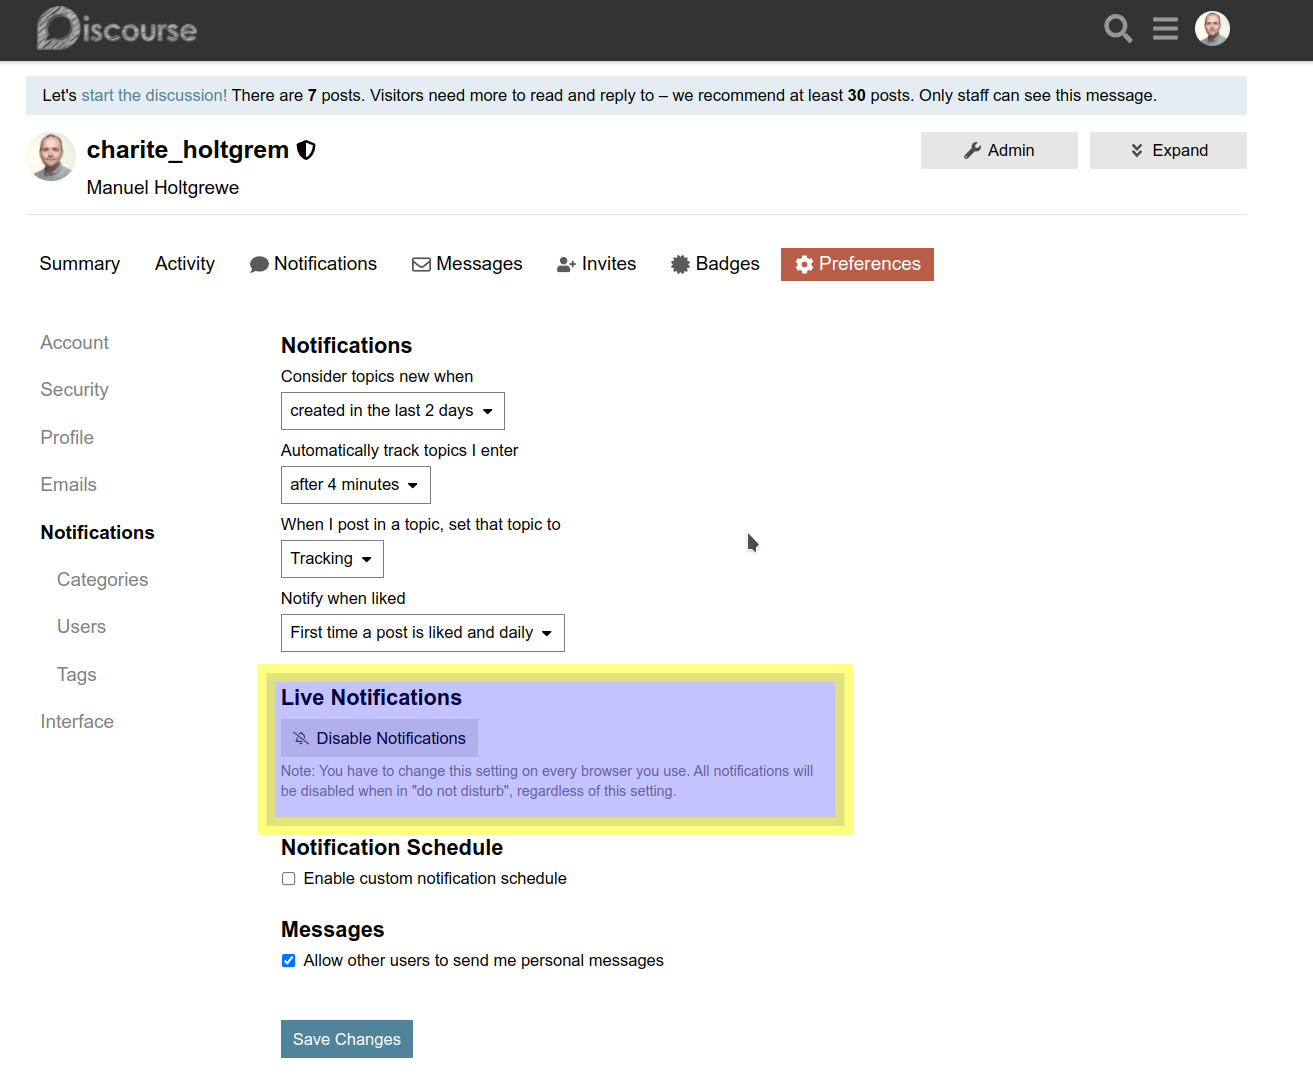 Discourse
Let's start the discussion! There are 7 posts. Visitors need more to read and reply to – we recommend at least 30 posts. Only staff can see this message.
charite_holtgrem
Manuel Holtgrewe
Admin
Expand
Summary
Activity
Notifications
Messages
Invites
Badges
Preferences
Account
Security
Profile
Emails
Notifications
Categories
Users
Tags
Interface
Notifications
Consider topics new when
created in the last 2 days
Automatically track topics I enter
after 4 minutes
When I post in a topic, set that topic to
Tracking
Notify when liked
First time a post is liked and daily
Live Notifications
Disable Notifications
Note: You have to change this setting on every browser you use. All notifications will
be disabled when in "do not disturb", regardless of this setting.
Notification Schedule
Enable custom notification schedule
Messages
Allow other users to send me personal messages
Save Changes